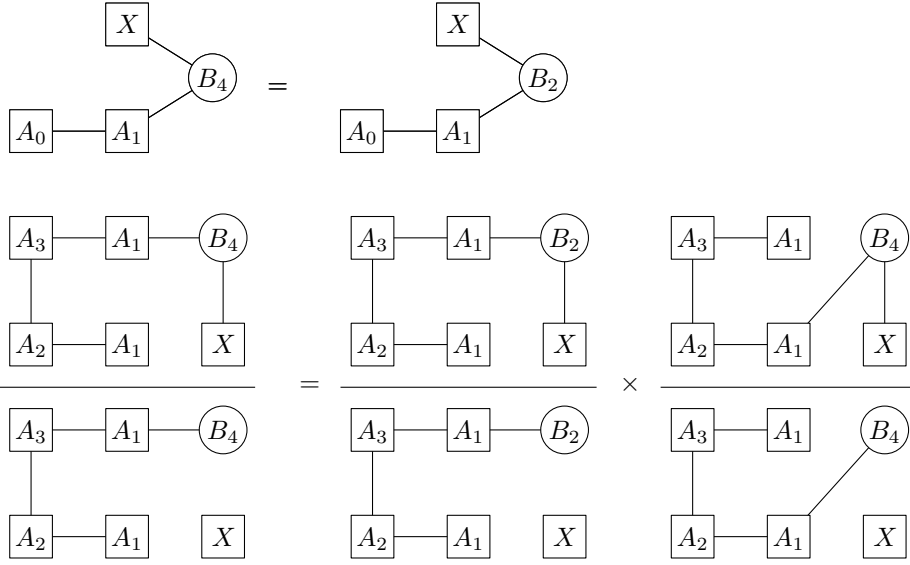 X X
B₄ = B₂
A₀ A₁ A₀ A₁
A₃ A₁ B₄ A₃ A₁ B₂ A₃ A₁ B₄
A₂ A₁ X A₂ A₁ X A₂ A₁ X
= ×
A₃ A₁ B₄ A₃ A₁ B₂ A₃ A₁ B₄
A₂ A₁ X A₂ A₁ X A₂ A₁ X